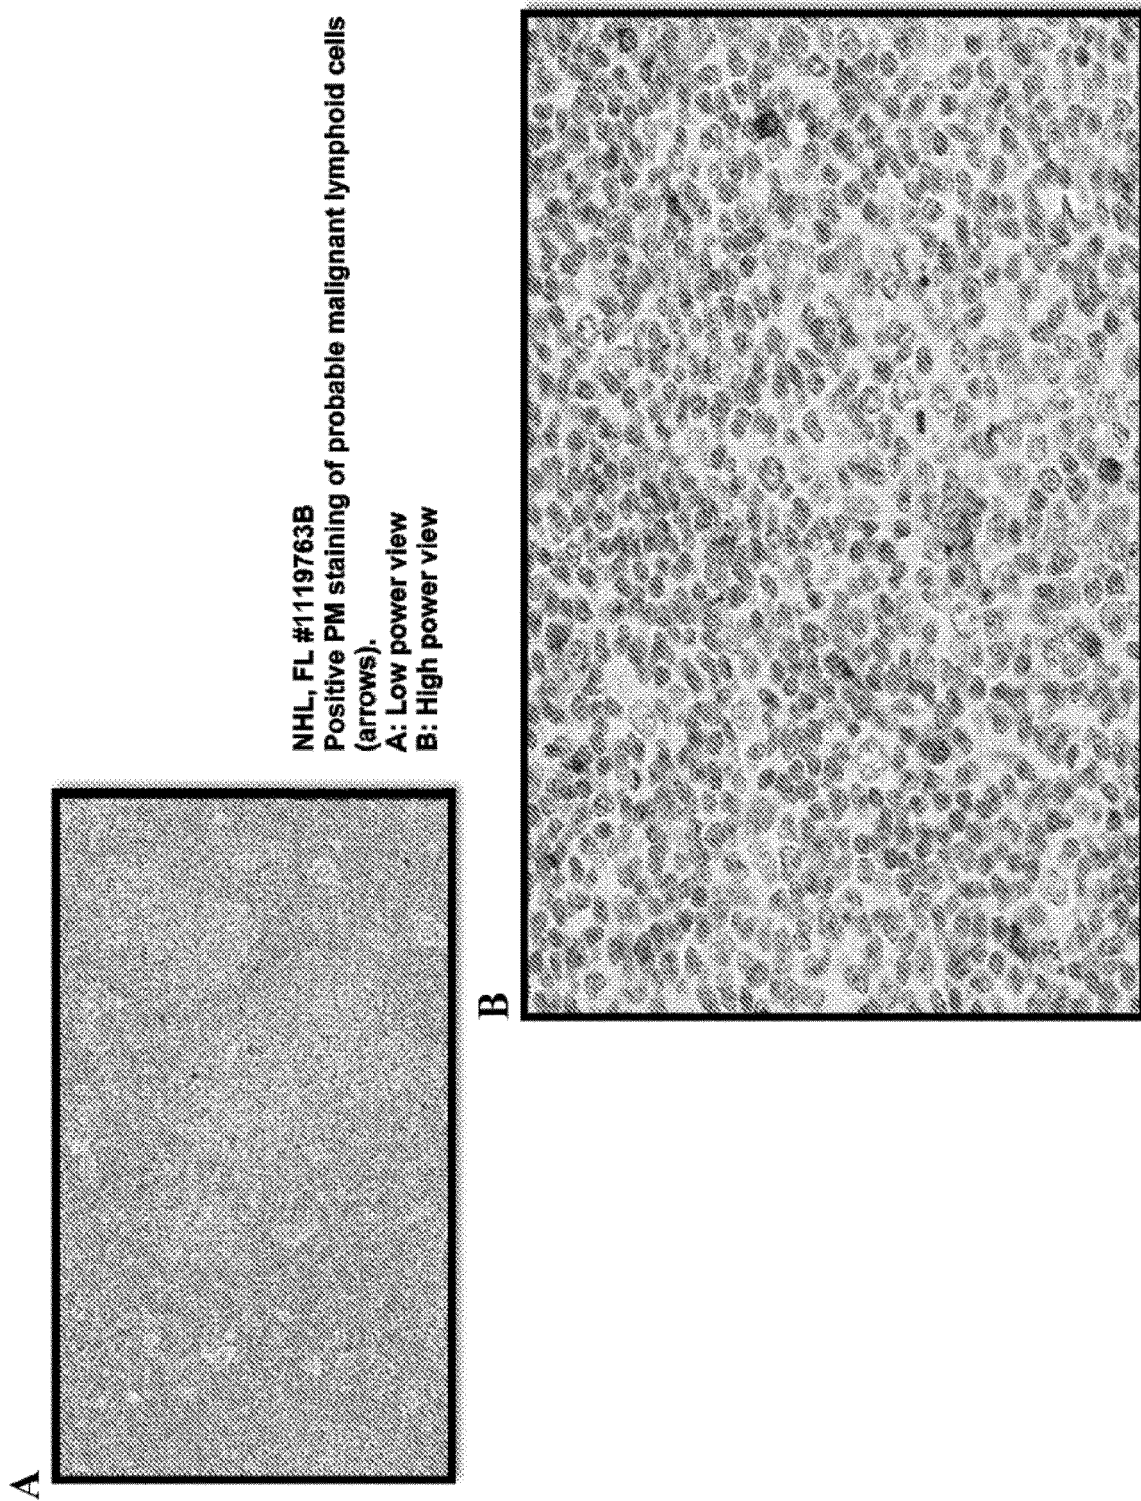 A
NHL, FL #1119763B
Positive PM staining of probable malignant lymphoid cells
(arrows).
A: Low power view
B: High power view
B